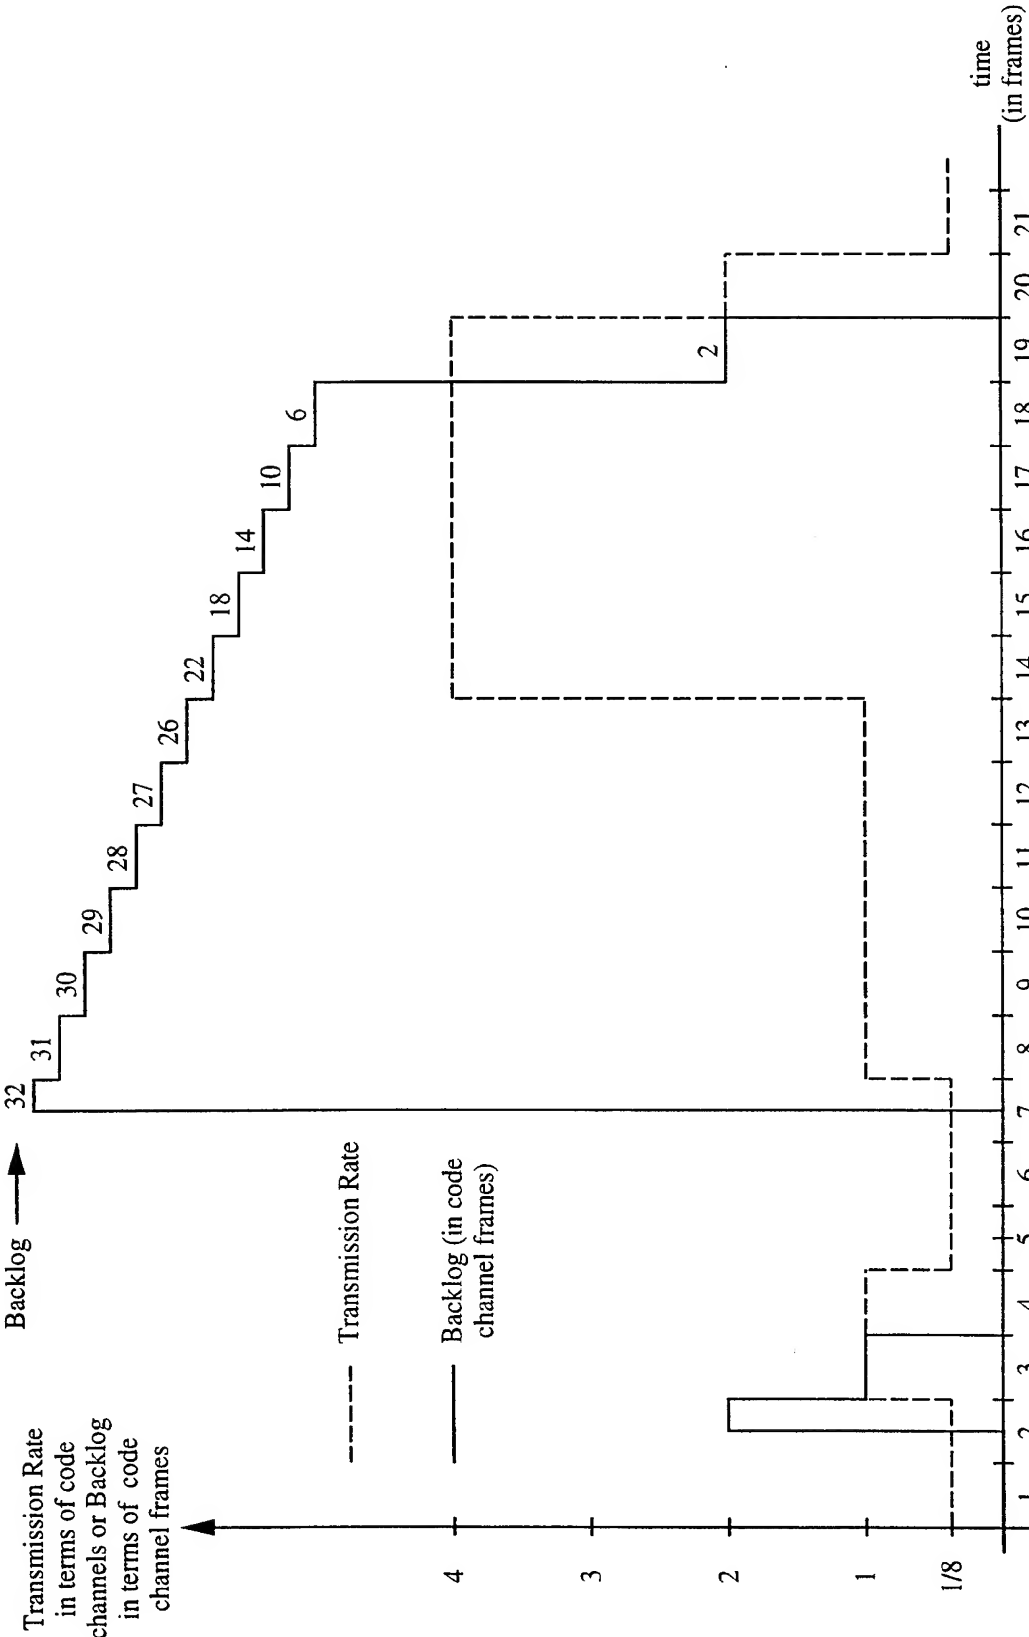 Transmission Rate
in terms of code
channels or Backlog
in terms of code
channel frames
Backlog
32
31
30
29
28
27
26
22
18
14
10
6
2
Transmission Rate
Backlog (in code
channel frames)
4
3
2
1
1/8
1 2 3 4 5 6 7 8 9 10 11 12 13 14 15 16 17 18 19 20 21
time
(in frames)